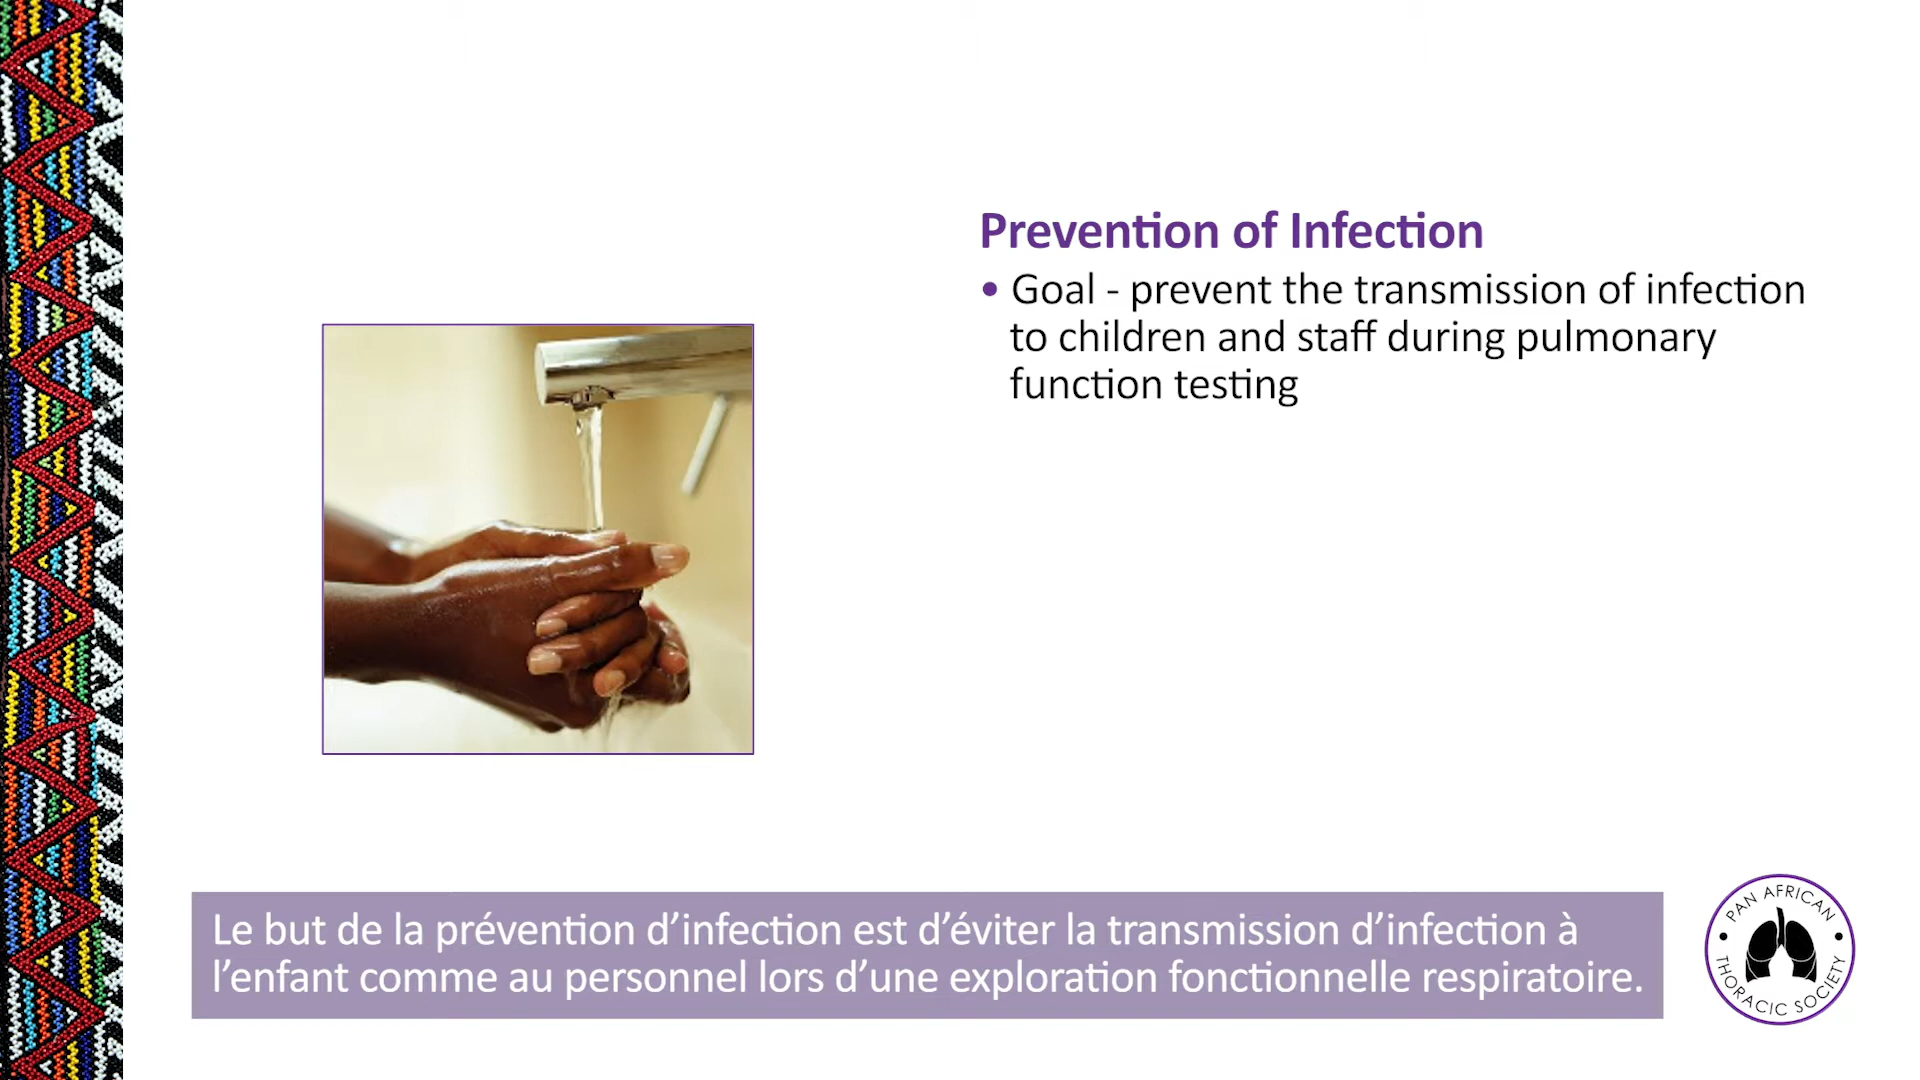 Prevention of Infection
• Goal - prevent the transmission of infection
to children and staff during pulmonary
function testing
Le but de la prévention d’infection est d’éviter la transmission d’infection à
l’enfant comme au personnel lors d’une exploration fonctionnelle respiratoire.
PAN AFRICAN
THORACIC SOCIETY